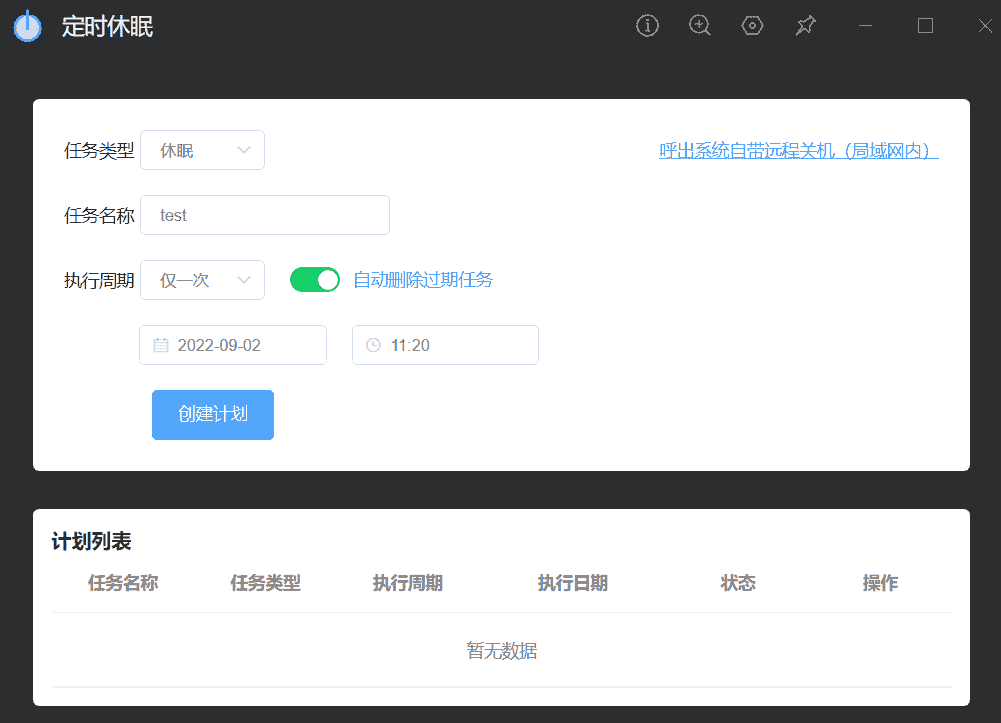 定时休眠
任务类型 休眠 呼出系统自带远程关机（局域网内）
任务名称 test
执行周期 仅一次 自动删除过期任务
2022-09-02 11:20
创建计划
计划列表
任务名称 任务类型 执行周期 执行日期 状态 操作
暂无数据